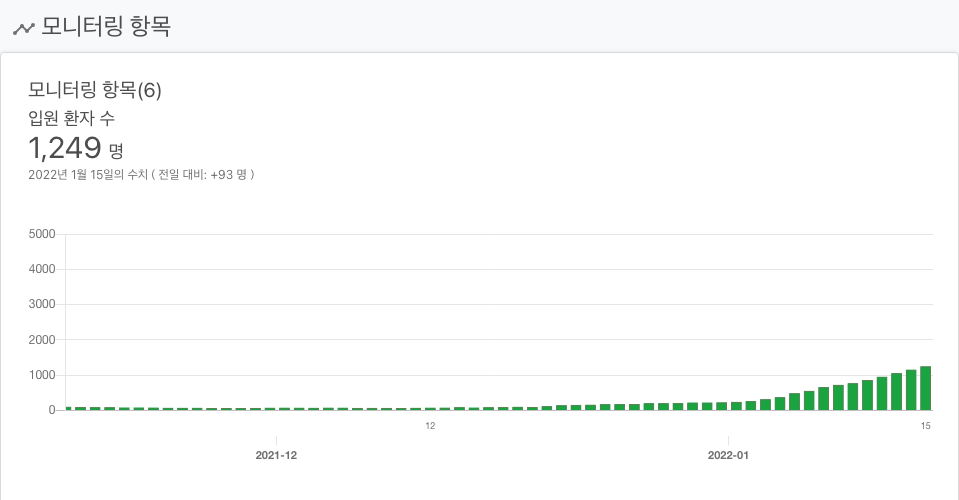 모니터링 항목
모니터링 항목(6)
입원 환자 수
1,249 명
2022년 1월 15일의 수치 ( 전일 대비: +93 명 )
5000
4000
3000
2000
1000
0
12
15
2021-12
2022-01